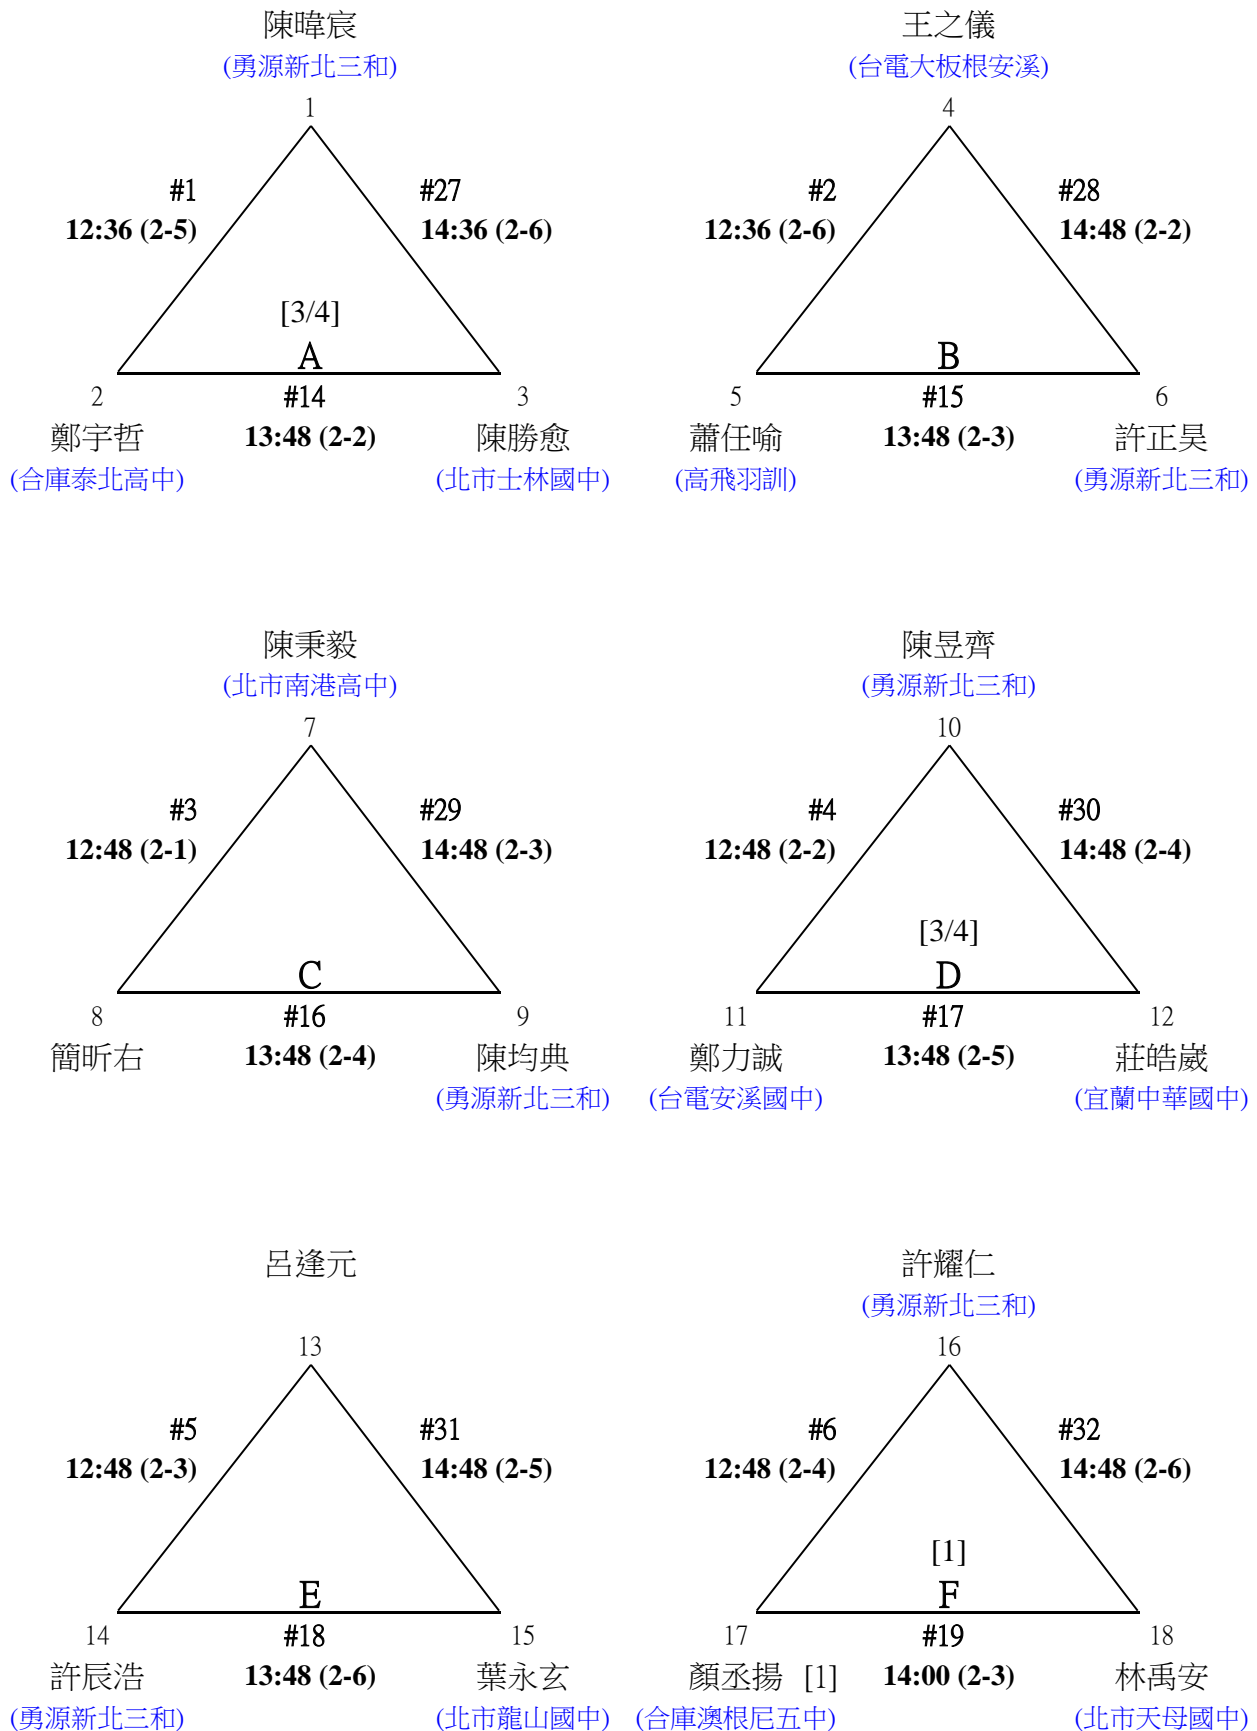 陳暐宸
(勇源新北三和)
1
#1
12:36 (2-5)
#27
14:36 (2-6)
[3/4]
A
2
#14
3
鄭宇哲
13:48 (2-2)
陳勝愈
(合庫泰北高中)
(北市士林國中)
王之儀
(台電大板根安溪)
4
#2
12:36 (2-6)
#28
14:48 (2-2)
B
5
#15
6
蕭任喻
13:48 (2-3)
許正昊
(高飛羽訓)
(勇源新北三和)
陳秉毅
(北市南港高中)
7
#3
12:48 (2-1)
#29
14:48 (2-3)
C
8
#16
9
簡昕右
13:48 (2-4)
陳均典
(勇源新北三和)
陳昱齊
(勇源新北三和)
10
#4
12:48 (2-2)
#30
14:48 (2-4)
[3/4]
D
11
#17
12
鄭力誠
13:48 (2-5)
莊皓崴
(台電安溪國中)
(宜蘭中華國中)
呂逢元
13
#5
12:48 (2-3)
#31
14:48 (2-5)
E
14
#18
15
許辰浩
13:48 (2-6)
葉永玄
(勇源新北三和)
(北市龍山國中)
許耀仁
(勇源新北三和)
16
#6
12:48 (2-4)
#32
14:48 (2-6)
[1]
F
17
#19
18
顏丞揚 [1]
14:00 (2-3)
林禹安
(合庫澳根尼五中)
(北市天母國中)